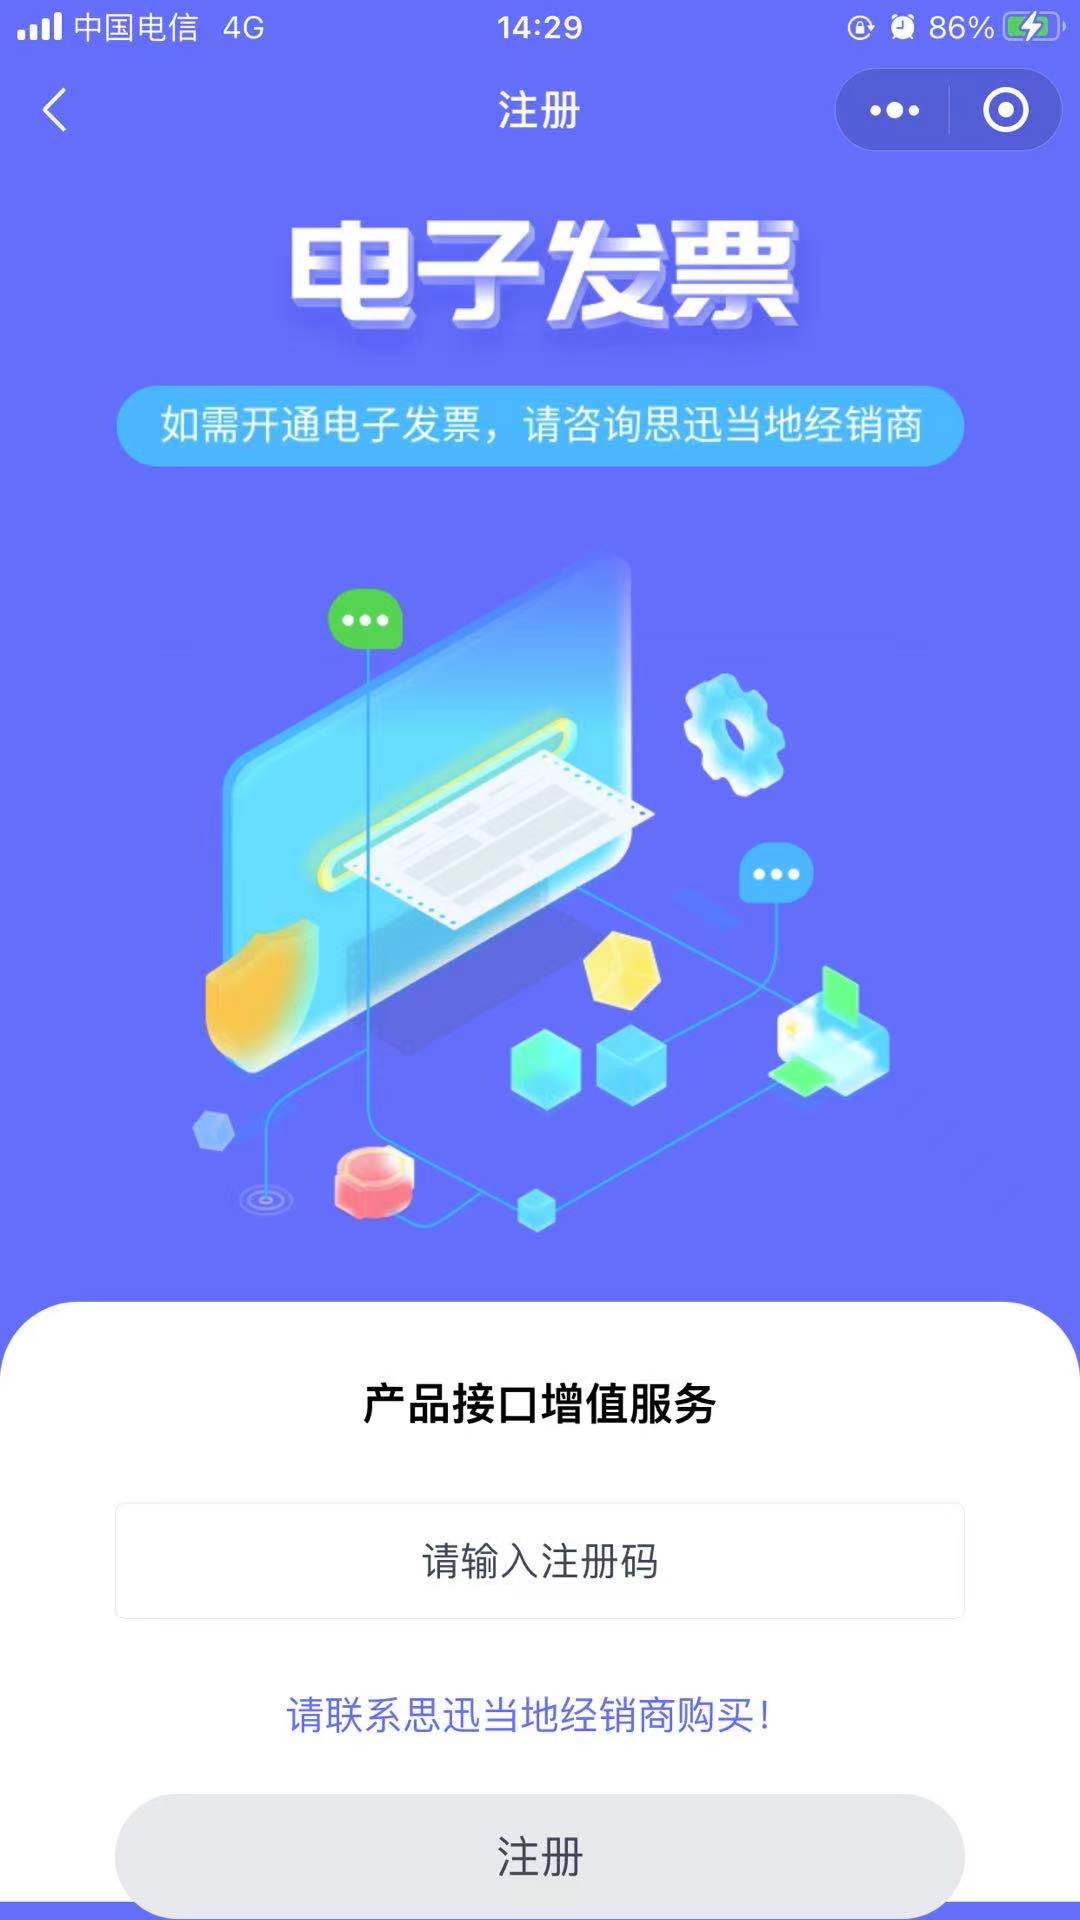 中国电信 4G 14:29 86%
注册
电子发票
如需开通电子发票，请咨询思迅当地经销商
产品接口增值服务
请输入注册码
请联系思迅当地经销商购买！
注册